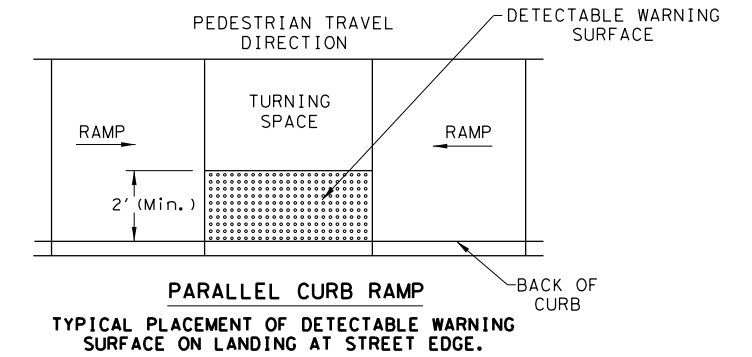 PEDESTRIAN TRAVEL
DIRECTION
DETECTABLE WARNING
SURFACE
TURNING
SPACE
RAMP
RAMP
2' (Min.)
BACK OF
CURB
PARALLEL CURB RAMP
TYPICAL PLACEMENT OF DETECTABLE WARNING
SURFACE ON LANDING AT STREET EDGE.